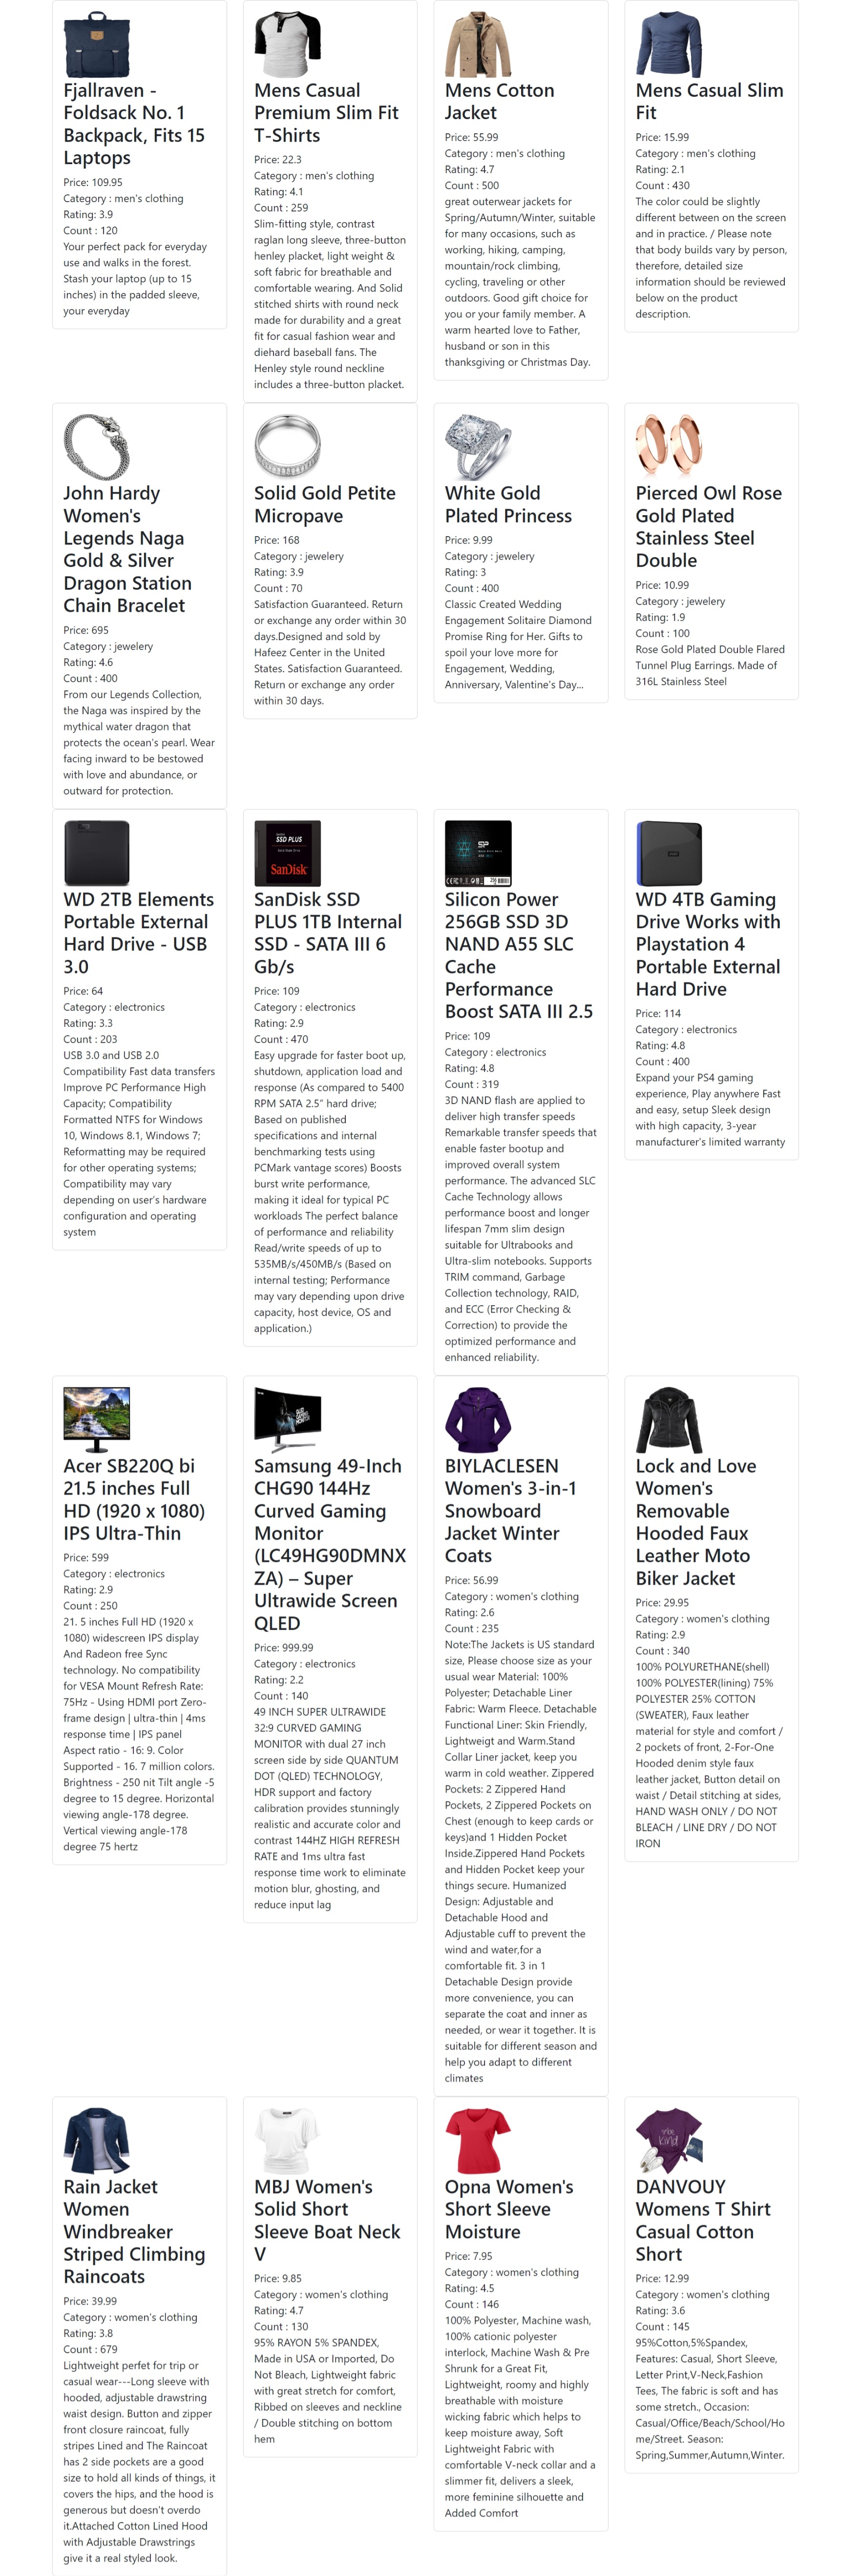 Fjallraven -
Foldsack No. 1
Backpack, Fits 15
Laptops
Price: 109.95
Category : men's clothing
Rating: 3.9
Count : 120
Your perfect pack for everyday
use and walks in the forest.
Stash your laptop (up to 15
inches) in the padded sleeve,
your everyday
Mens Casual
Premium Slim Fit
T-Shirts
Price: 22.3
Category : men's clothing
Rating: 4.1
Count : 259
Slim-fitting style, contrast
raglan long sleeve, three-button
henley placket, light weight &
soft fabric for breathable and
comfortable wearing. And Solid
stitched shirts with round neck
made for durability and a great
fit for casual fashion wear and
diehard baseball fans. The
Henley style round neckline
includes a three-button placket.
Mens Cotton
Jacket
Price: 55.99
Category : men's clothing
Rating: 4.7
Count : 500
great outerwear jackets for
Spring/Autumn/Winter, suitable
for many occasions, such as
working, hiking, camping,
mountain/rock climbing,
cycling, traveling or other
outdoors. Good gift choice for
you or your family member. A
warm hearted love to Father,
husband or son in this
thanksgiving or Christmas Day.
Mens Casual Slim
Fit
Price: 15.99
Category : men's clothing
Rating: 2.1
Count : 430
The color could be slightly
different between on the screen
and in practice. / Please note
that body builds vary by person,
therefore, detailed size
information should be reviewed
below on the product
description.
John Hardy
Women's
Legends Naga
Gold & Silver
Dragon Station
Chain Bracelet
Price: 695
Category : jewelery
Rating: 4.6
Count : 400
From our Legends Collection,
the Naga was inspired by the
mythical water dragon that
protects the ocean's pearl. Wear
facing inward to be bestowed
with love and abundance, or
outward for protection.
Solid Gold Petite
Micropave
Price: 168
Category : jewelery
Rating: 3.9
Count : 70
Satisfaction Guaranteed. Return
or exchange any order within 30
days.Designed and sold by
Hafeez Center in the United
States. Satisfaction Guaranteed.
Return or exchange any order
within 30 days.
White Gold
Plated Princess
Price: 9.99
Category : jewelery
Rating: 3
Count : 400
Classic Created Wedding
Engagement Solitaire Diamond
Promise Ring for Her. Gifts to
spoil your love more for
Engagement, Wedding,
Anniversary, Valentine's Day...
Pierced Owl Rose
Gold Plated
Stainless Steel
Double
Price: 10.99
Category : jewelery
Rating: 1.9
Count : 100
Rose Gold Plated Double Flared
Tunnel Plug Earrings. Made of
316L Stainless Steel
WD 2TB Elements
Portable External
Hard Drive - USB
3.0
Price: 64
Category : electronics
Rating: 3.3
Count : 203
USB 3.0 and USB 2.0
Compatibility Fast data transfers
Improve PC Performance High
Capacity; Compatibility
Formatted NTFS for Windows
10, Windows 8.1, Windows 7;
Reformatting may be required
for other operating systems;
Compatibility may vary
depending on user's hardware
configuration and operating
system
SSD PLUS
SanDisk
SanDisk SSD
PLUS 1TB Internal
SSD - SATA III 6
Gb/s
Price: 109
Category : electronics
Rating: 2.9
Count : 470
Easy upgrade for faster boot up,
shutdown, application load and
response (As compared to 5400
RPM SATA 2.5" hard drive;
Based on published
specifications and internal
benchmarking tests using
PCMark vantage scores) Boosts
burst write performance,
making it ideal for typical PC
workloads The perfect balance
of performance and reliability
Read/write speeds of up to
535MB/s/450MB/s (Based on
internal testing; Performance
may vary depending upon drive
capacity, host device, OS and
application.)
SP
Silicon Power
256GB SSD 3D
NAND A55 SLC
Cache
Performance
Boost SATA III 2.5
Price: 109
Category : electronics
Rating: 4.8
Count : 319
3D NAND flash are applied to
deliver high transfer speeds
Remarkable transfer speeds that
enable faster bootup and
improved overall system
performance. The advanced SLC
Cache Technology allows
performance boost and longer
lifespan 7mm slim design
suitable for Ultrabooks and
Ultra-slim notebooks. Supports
TRIM command, Garbage
Collection technology, RAID,
and ECC (Error Checking &
Correction) to provide the
optimized performance and
enhanced reliability.
WD 4TB Gaming
Drive Works with
Playstation 4
Portable External
Hard Drive
Price: 114
Category : electronics
Rating: 4.8
Count : 400
Expand your PS4 gaming
experience, Play anywhere Fast
and easy, setup Sleek design
with high capacity, 3-year
manufacturer's limited warranty
Acer SB220Q bi
21.5 inches Full
HD (1920 x 1080)
IPS Ultra-Thin
Price: 599
Category : electronics
Rating: 2.9
Count : 250
21. 5 inches Full HD (1920 x
1080) widescreen IPS display
And Radeon free Sync
technology. No compatibility
for VESA Mount Refresh Rate:
75Hz - Using HDMI port Zero-
frame design | ultra-thin | 4ms
response time | IPS panel
Aspect ratio - 16: 9. Color
Supported - 16. 7 million colors.
Brightness - 250 nit Tilt angle -5
degree to 15 degree. Horizontal
viewing angle-178 degree.
Vertical viewing angle-178
degree 75 hertz
Samsung 49-Inch
CHG90 144Hz
Curved Gaming
Monitor
(LC49HG90DMNX
ZA) – Super
Ultrawide Screen
QLED
Price: 999.99
Category : electronics
Rating: 2.2
Count : 140
49 INCH SUPER ULTRAWIDE
32:9 CURVED GAMING
MONITOR with dual 27 inch
screen side by side QUANTUM
DOT (QLED) TECHNOLOGY,
HDR support and factory
calibration provides stunningly
realistic and accurate color and
contrast 144HZ HIGH REFRESH
RATE and 1ms ultra fast
response time work to eliminate
motion blur, ghosting, and
reduce input lag
BIYLACLESEN
Women's 3-in-1
Snowboard
Jacket Winter
Coats
Price: 56.99
Category : women's clothing
Rating: 2.6
Count : 235
Note:The Jackets is US standard
size, Please choose size as your
usual wear Material: 100%
Polyester; Detachable Liner
Fabric: Warm Fleece. Detachable
Functional Liner: Skin Friendly,
Lightweigt and Warm.Stand
Collar Liner jacket, keep you
warm in cold weather. Zippered
Pockets: 2 Zippered Hand
Pockets, 2 Zippered Pockets on
Chest (enough to keep cards or
keys)and 1 Hidden Pocket
Inside.Zippered Hand Pockets
and Hidden Pocket keep your
things secure. Humanized
Design: Adjustable and
Detachable Hood and
Adjustable cuff to prevent the
wind and water,for a
comfortable fit. 3 in 1
Detachable Design provide
more convenience, you can
separate the coat and inner as
needed, or wear it together. It is
suitable for different season and
help you adapt to different
climates
Lock and Love
Women's
Removable
Hooded Faux
Leather Moto
Biker Jacket
Price: 29.95
Category : women's clothing
Rating: 2.9
Count : 340
100% POLYURETHANE(shell)
100% POLYESTER(lining) 75%
POLYESTER 25% COTTON
(SWEATER), Faux leather
material for style and comfort /
2 pockets of front, 2-For-One
Hooded denim style faux
leather jacket, Button detail on
waist / Detail stitching at sides,
HAND WASH ONLY / DO NOT
BLEACH / LINE DRY / DO NOT
IRON
Rain Jacket
Women
Windbreaker
Striped Climbing
Raincoats
Price: 39.99
Category : women's clothing
Rating: 3.8
Count : 679
Lightweight perfet for trip or
casual wear---Long sleeve with
hooded, adjustable drawstring
waist design. Button and zipper
front closure raincoat, fully
stripes Lined and The Raincoat
has 2 side pockets are a good
size to hold all kinds of things, it
covers the hips, and the hood is
generous but doesn't overdo
it.Attached Cotton Lined Hood
with Adjustable Drawstrings
give it a real styled look.
MBJ Women's
Solid Short
Sleeve Boat Neck
V
Price: 9.85
Category : women's clothing
Rating: 4.7
Count : 130
95% RAYON 5% SPANDEX,
Made in USA or Imported, Do
Not Bleach, Lightweight fabric
with great stretch for comfort,
Ribbed on sleeves and neckline
/ Double stitching on bottom
hem
Opna Women's
Short Sleeve
Moisture
Price: 7.95
Category : women's clothing
Rating: 4.5
Count : 146
100% Polyester, Machine wash,
100% cationic polyester
interlock, Machine Wash & Pre
Shrunk for a Great Fit,
Lightweight, roomy and highly
breathable with moisture
wicking fabric which helps to
keep moisture away, Soft
Lightweight Fabric with
comfortable V-neck collar and a
slimmer fit, delivers a sleek,
more feminine silhouette and
Added Comfort
DANVOUY
Womens T Shirt
Casual Cotton
Short
Price: 12.99
Category : women's clothing
Rating: 3.6
Count : 145
95%Cotton,5%Spandex,
Features: Casual, Short Sleeve,
Letter Print,V-Neck,Fashion
Tees, The fabric is soft and has
some stretch., Occasion:
Casual/Office/Beach/School/Ho
me/Street. Season:
Spring,Summer,Autumn,Winter.